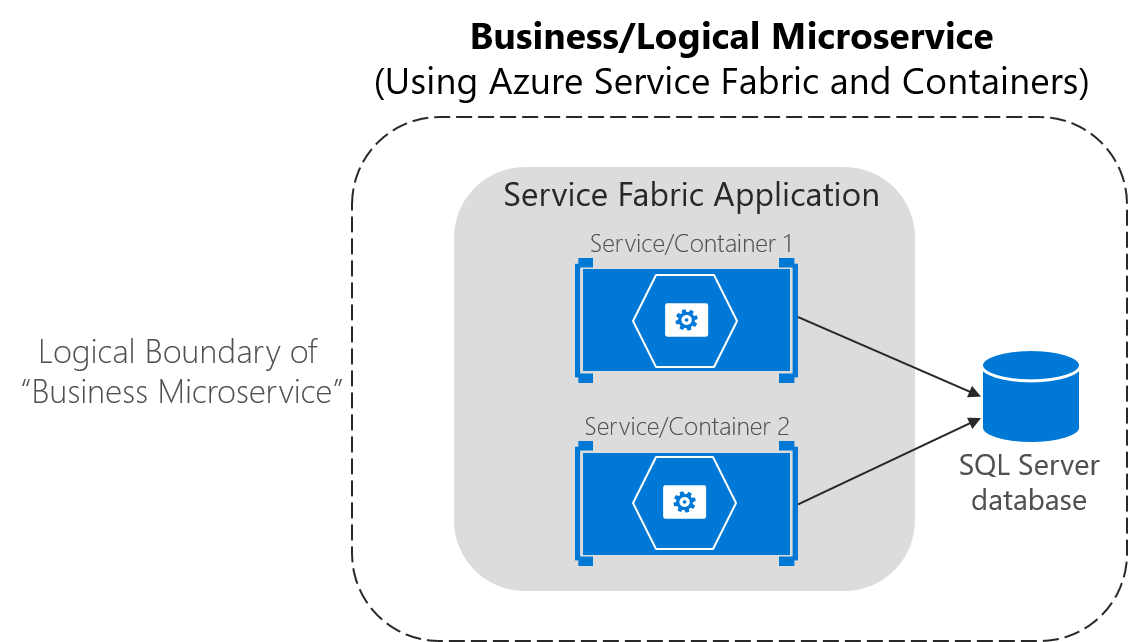 Business/Logical Microservice
(Using Azure Service Fabric and Containers)
Service Fabric Application
Service/Container 1
Logical Boundary of
“Business Microservice”
Service/Container 2
SQL Server
database